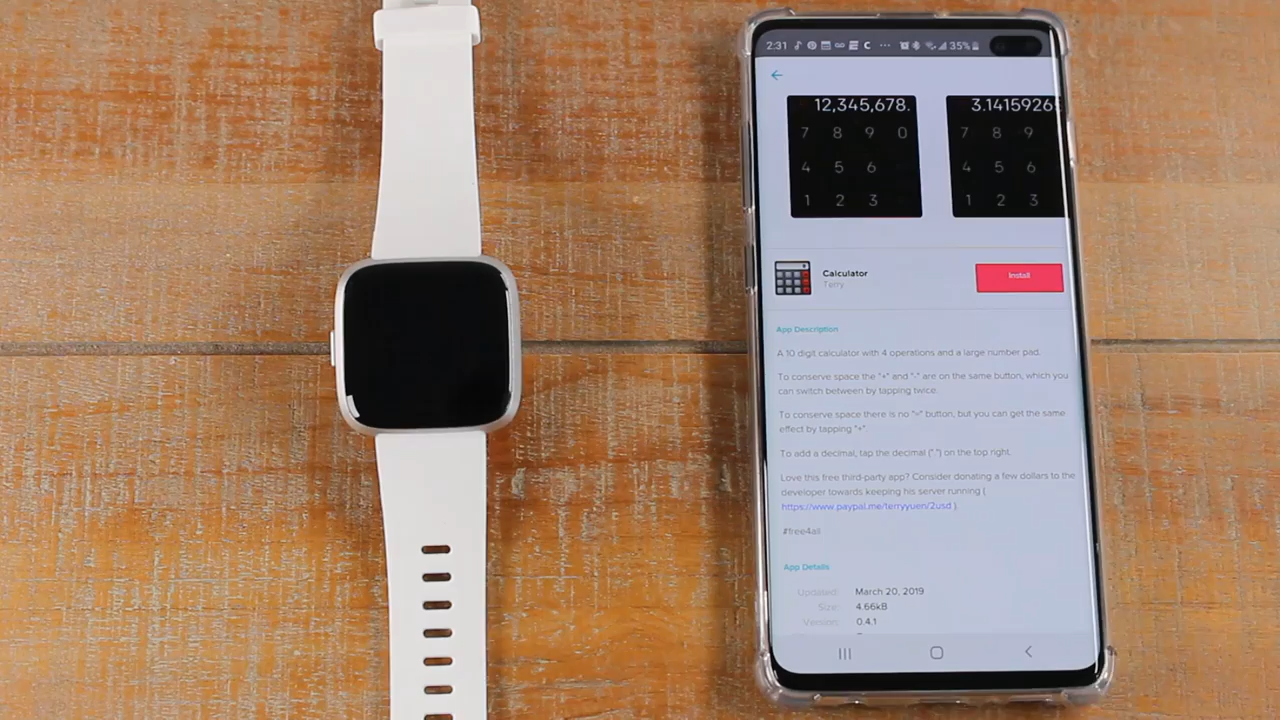 2:31 C ... 35%
12,345,678.
7 8 9 0
4 5 6
1 2 3
3.1415926
7 8 9
4 5 6
1 2 3
Calculator
Terry
Install
App Description
A 10 digit calculator with 4 operations and a large number pad.
To conserve space the "+" and "-" are on the same button, which you
can switch between by tapping twice.
To conserve space there is no "=" button, but you can get the same
effect by tapping "+".
To add a decimal, tap the decimal (".") on the top right.
Love this free third-party app? Consider donating a few dollars to the
developer towards keeping his server running (
https://www.paypal.me/terryyuen/2usd ).
#free4all
App Details
Updated: March 20, 2019
Size: 4.66kB
Version: 0.4.1